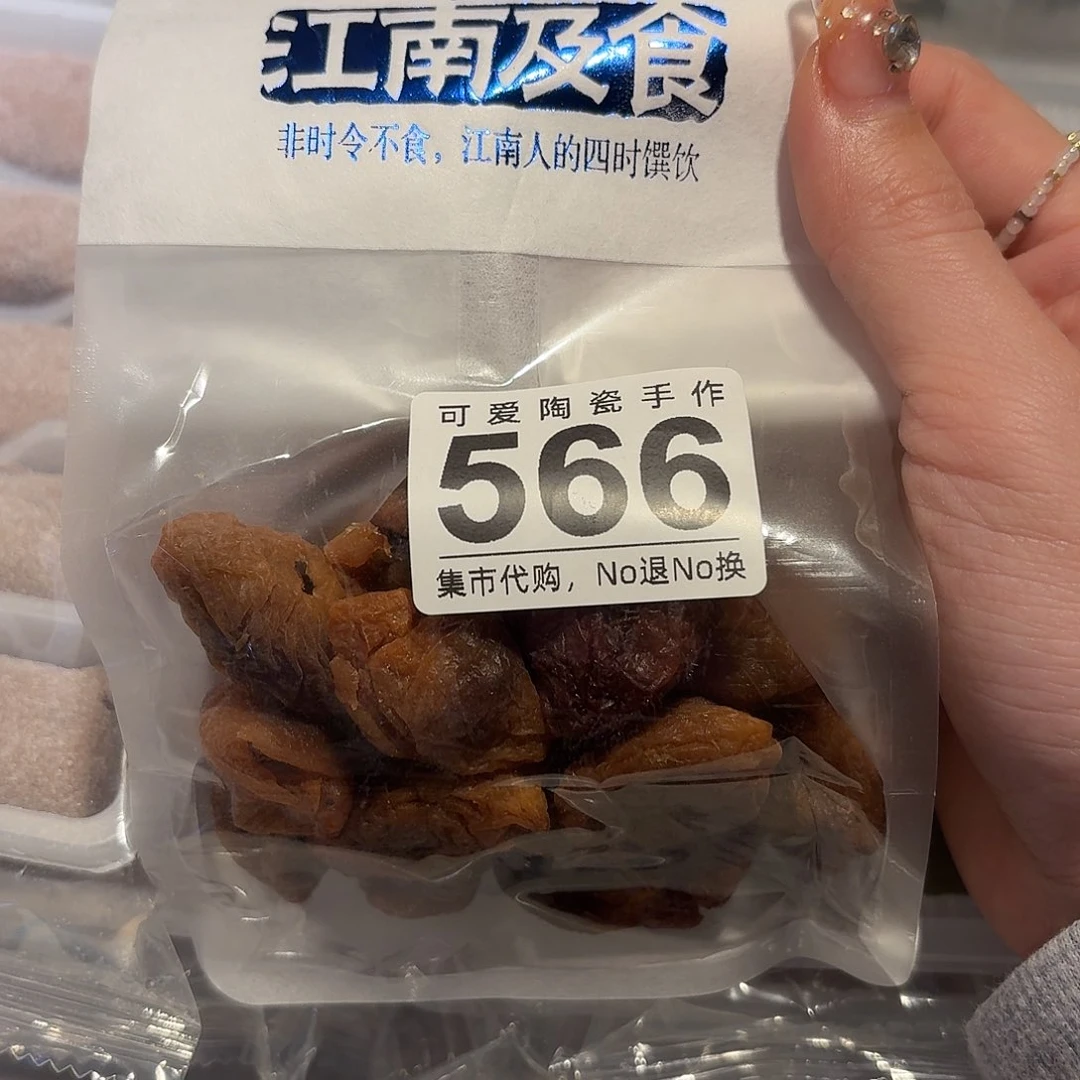 江南及食
非时令不食，江南人的四时馔饮
可爱陶瓷手作
566
集市代购，No退No换